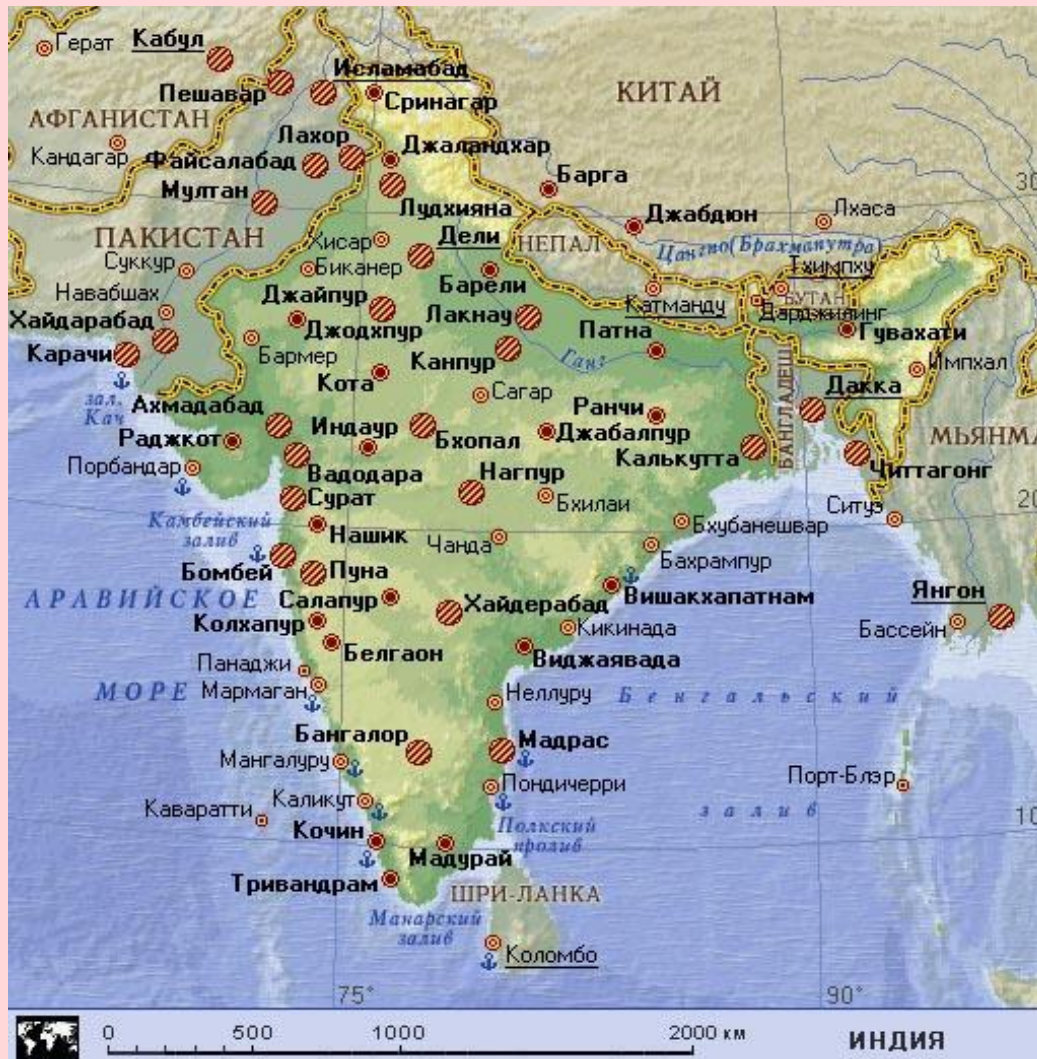 Герат
Кабул
Пешавар
Исламабад
Сринагар
КИТАЙ
АФГАНИСТАН
Кандагар
Лахор
Файсалабад
Джаландхар
Мултан
Лудхияна
Барга
Джабдюн
Лхаса
30
ПАКИСТАН
Суккур
Хисар
Дели
НЕПАЛ
Цангпо(Брахмапутра)
Тхимпху
Навабшах
Биканер
Барели
Катманду
БУТАН
Дарджилинг
Хайдарабад
Джайпур
Джодхпур
Лакнау
Патна
Гувахати
Карачи
Бармер
Канпур
Ганг
Импхал
зал.
Кач
Кота
Сагар
БАНГЛАДЕШ
Дакка
Ахмадабад
Раджкот
Индаур
Бхопал
Ранчи
Джабалпур
МЬЯНМА
Порбандар
Вадодара
Нагпур
Калькутта
Читтагонг
Сурат
Бхилаи
Ситуэ
20
Камбейский
залив
Нашик
Чанда
Бхубанешвар
Бахрампур
Бомбей
Пуна
АРАВИЙСКОЕ
Салапур
Хайдерабад
Вишакхапатнам
Янгон
Колхапур
Кикинада
Бассейн
Белгаон
Виджаявада
Панаджи
МОРЕ
Мармаган
Неллуру
Бенгальский
Бангалор
Мадрас
Мангалуру
Пондичерри
Порт-Блэр
Каваратти
Каликут
залив
10
Кочин
Полкский
пролив
Мадурай
Тривандрам
ШРИ-ЛАНКА
Манарский
залив
Коломбо
75°
90°
0 500 1000 2000 км
ИНДИЯ